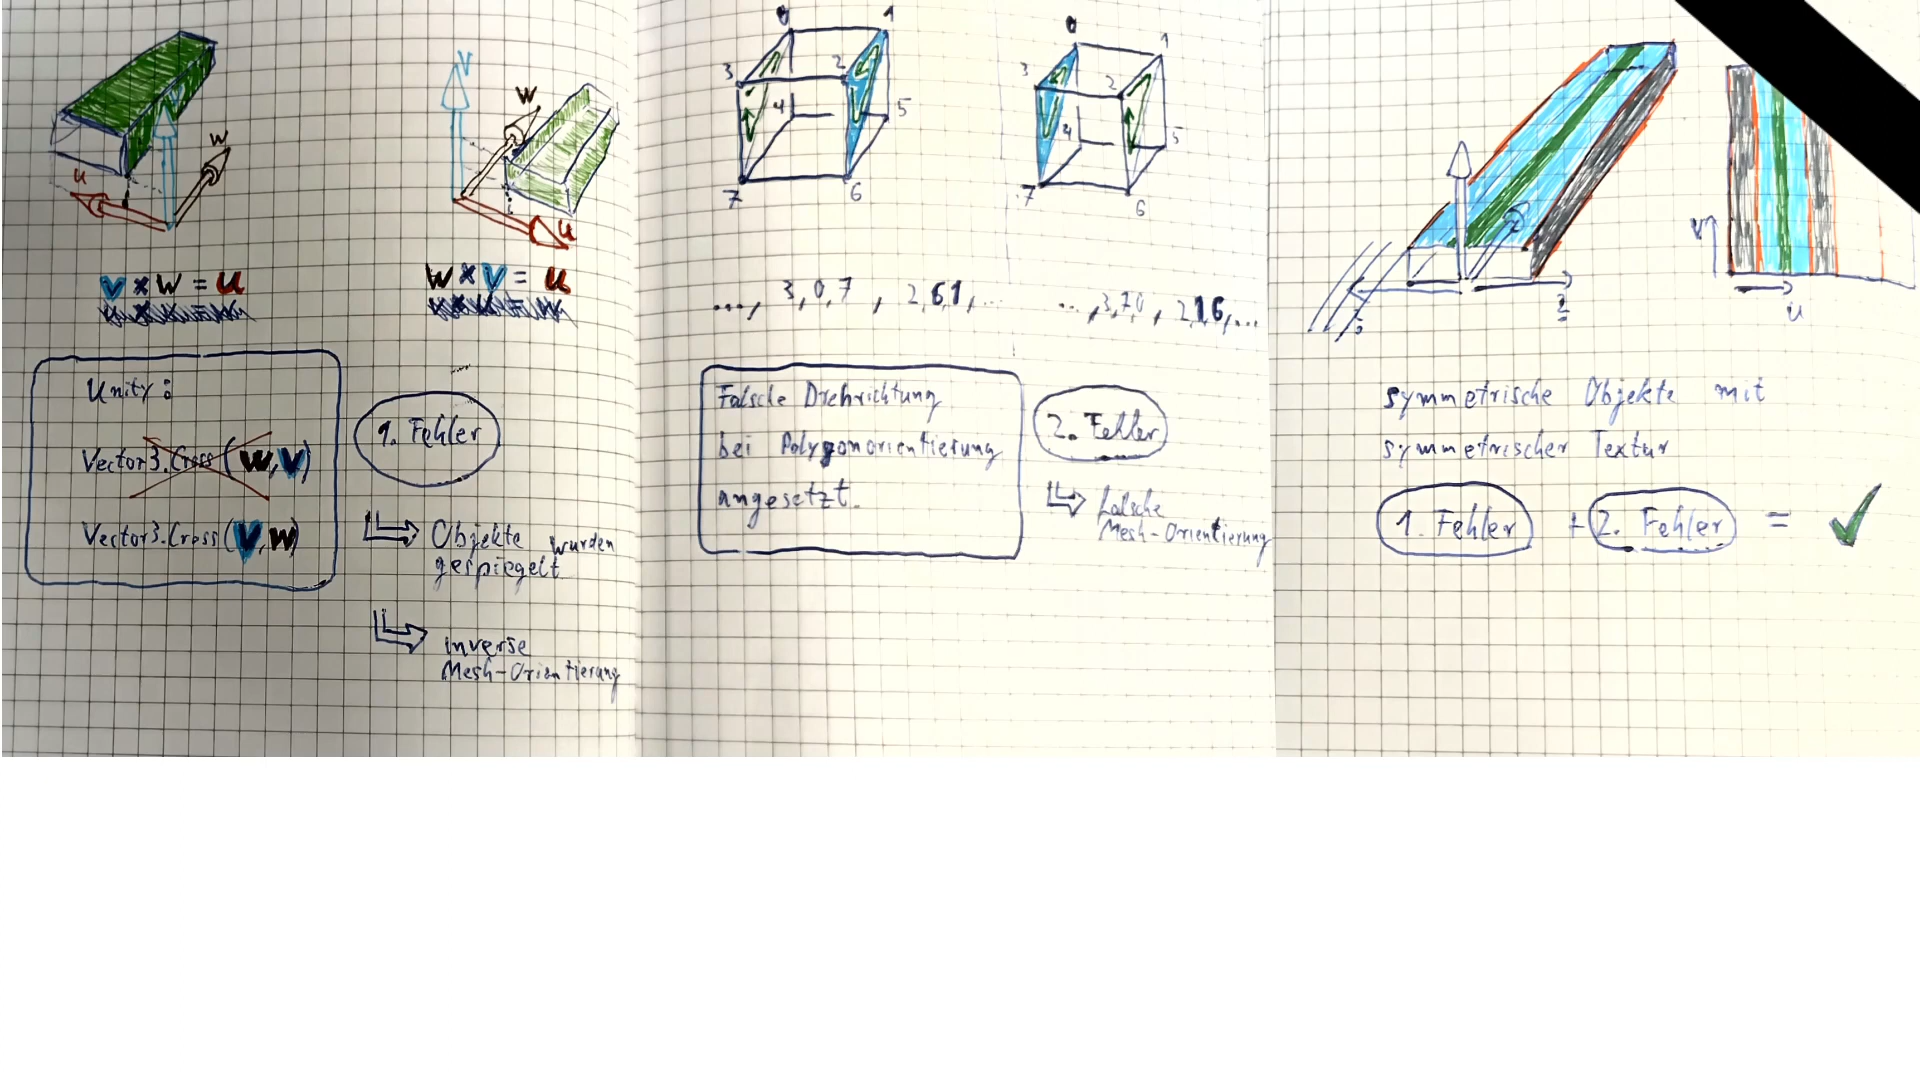 v
w
u
v × w = u
v
w
u
w × v = u
Unity:
Vector3.Cross(w,v)
Vector3.Cross(v,w)
1. Fehler
Objekte wurden
gespiegelt
inverse
Mesh-Orientierung
0 1
3 2
4 5
7 6
0 1
3 2
4 5
7 6
..., 3,0,7, 2,6,1,...
...,3,7,0, 2,1,6,...
Falsche Drehrichtung
bei Polygonorientierung
angesetzt.
2. Fehler
falsche
Mesh-Orientierung
v
u
symmetrische Objekte mit
symmetrischer Textur
1. Fehler + 2. Fehler = ✓